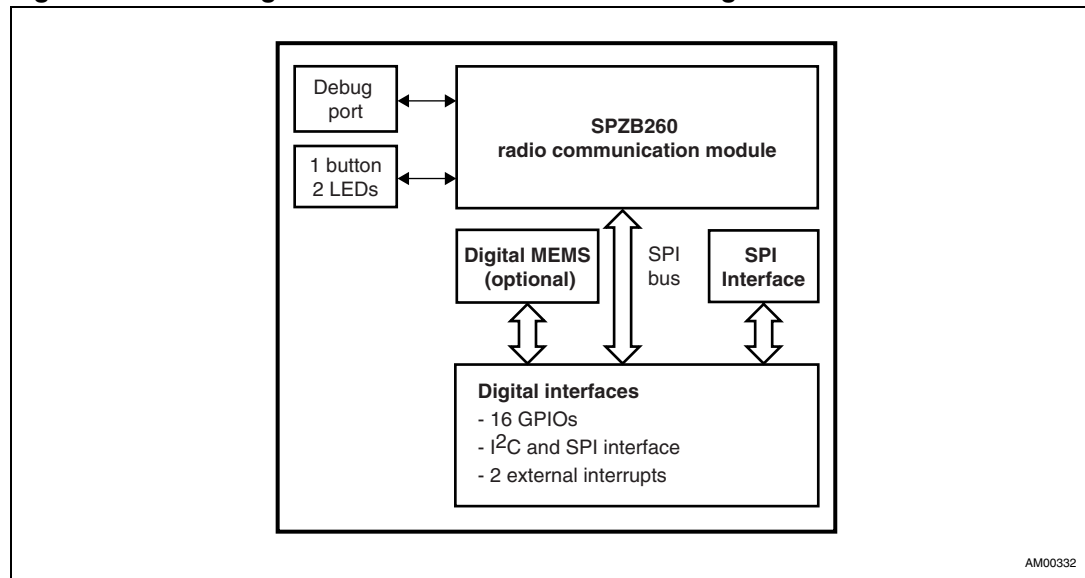 Debug
port
SPZB260
radio communication module
1 button
2 LEDs
Digital MEMS
(optional)
SPI
bus
SPI
Interface
Digital interfaces
- 16 GPIOs
- I²C and SPI interface
- 2 external interrupts
AM00332